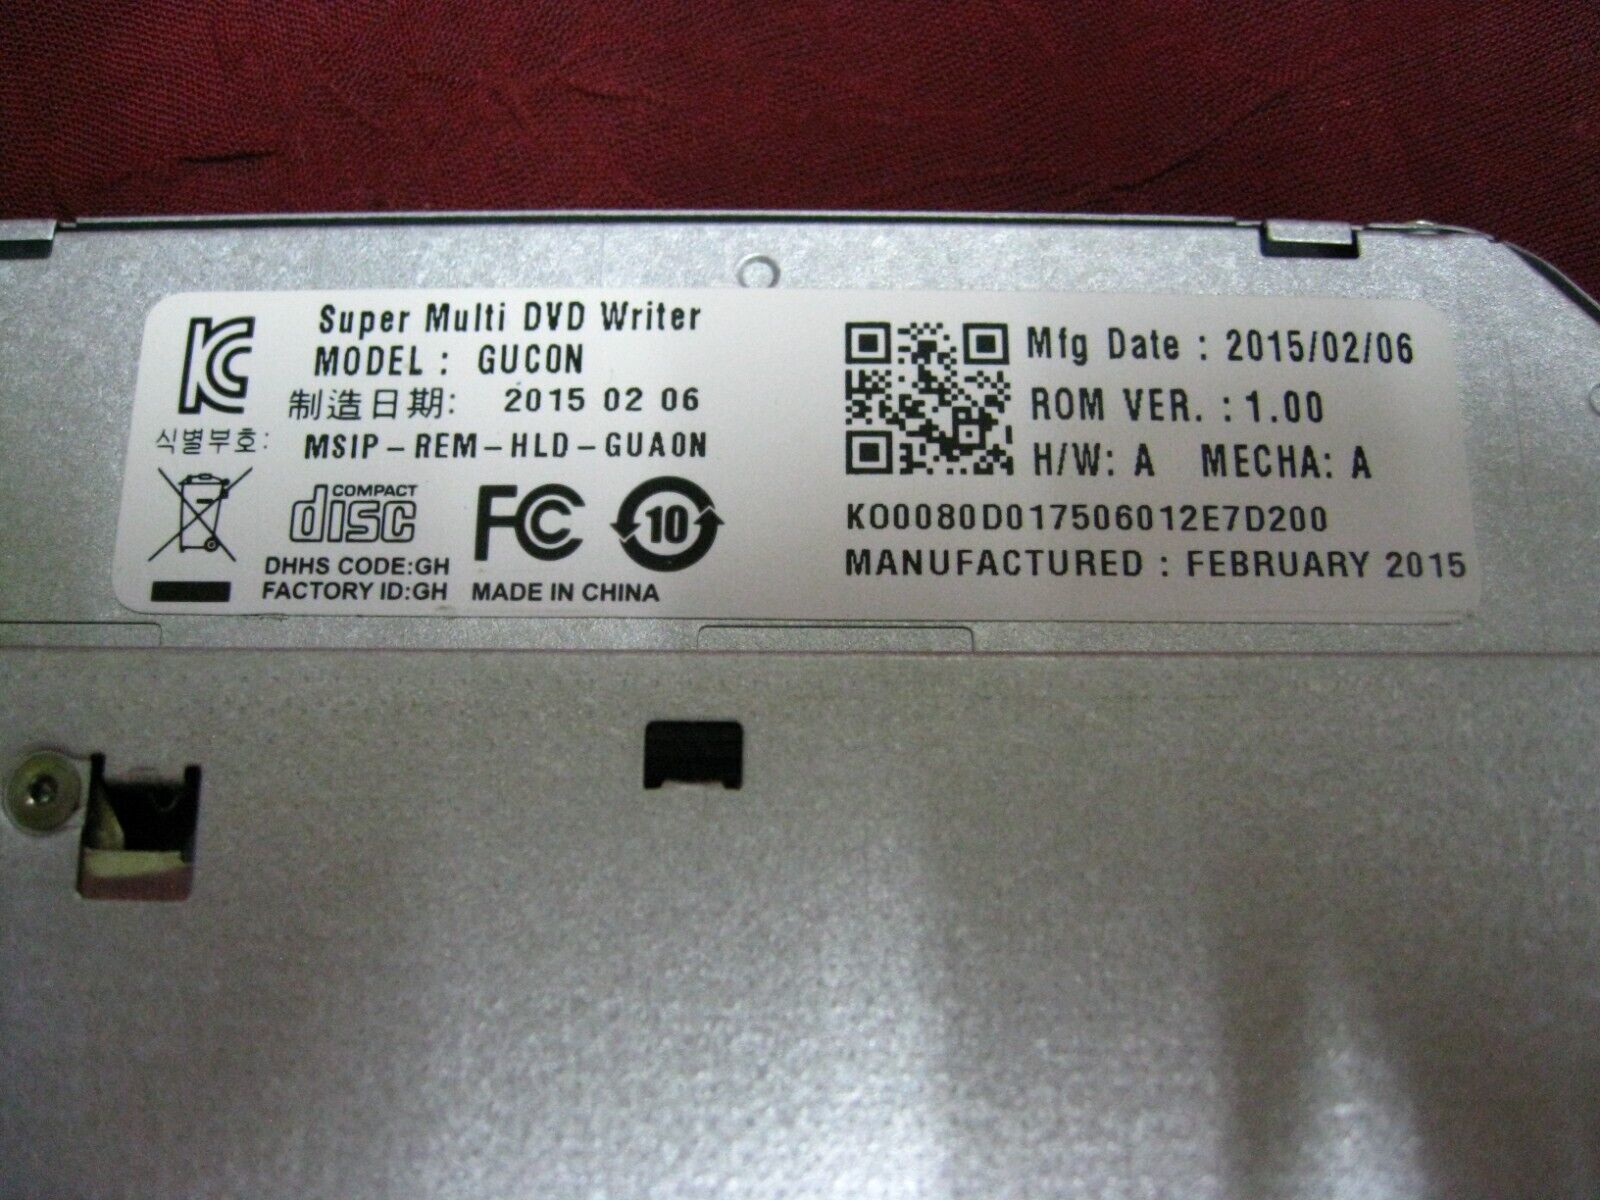 Super Multi DVD Writer
MODEL : GUC0N
制造日期: 2015 02 06
식별부호: MSIP-REM-HLD-GUA0N
COMPACT
disc
FC
10
DHHS CODE:GH
FACTORY ID:GH MADE IN CHINA
Mfg Date : 2015/02/06
ROM VER. : 1.00
H/W: A MECHA: A
KO0080D017506012E7D200
MANUFACTURED : FEBRUARY 2015